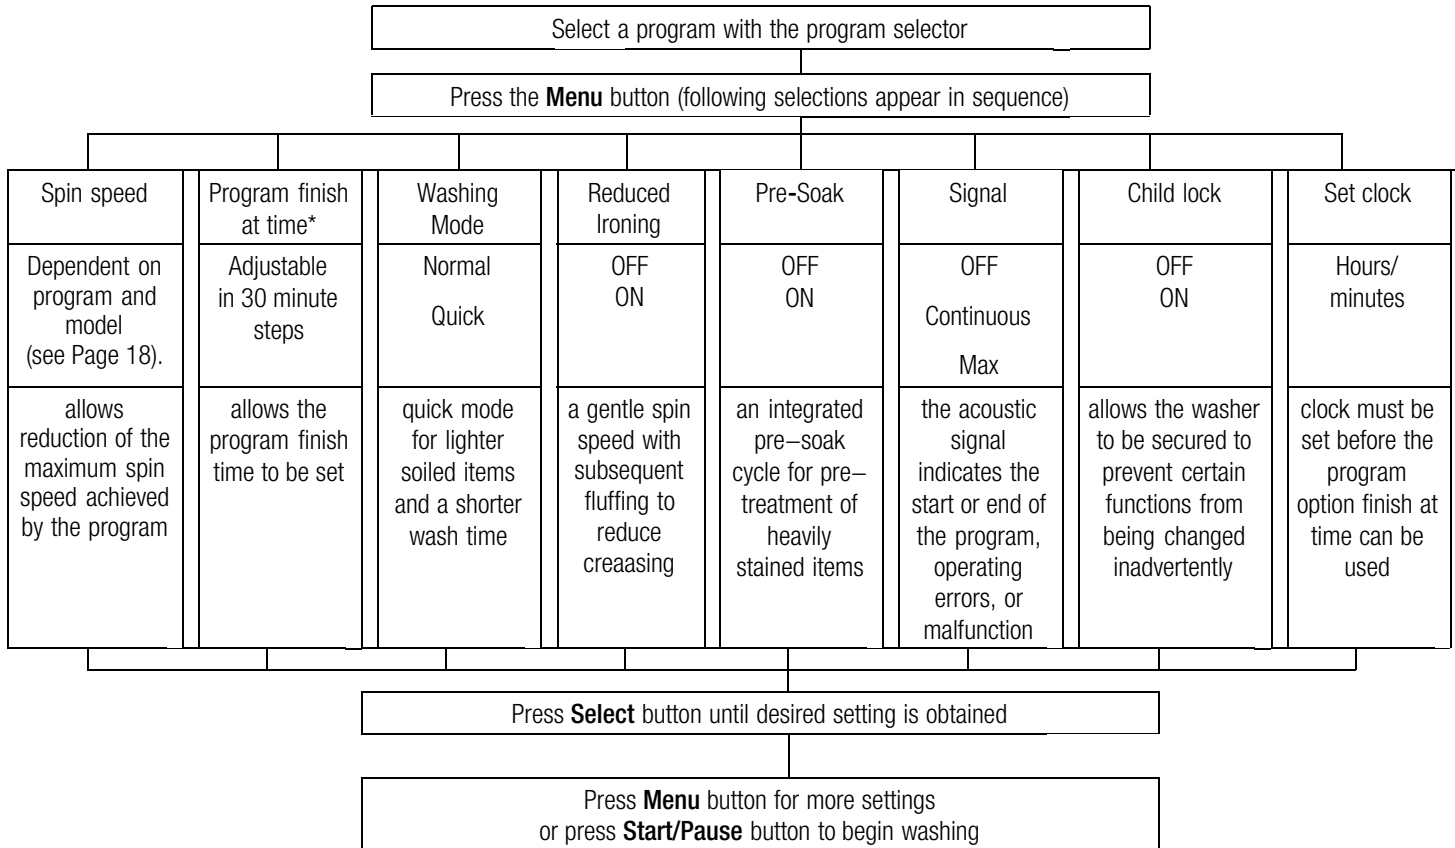 Select a program with the program selector
Press the Menu button (following selections appear in sequence)
Spin speed
Program finish
at time*
Washing
Mode
Reduced
Ironing
Pre-Soak
Signal
Child lock
Set clock
Dependent on
program and
model
(see Page 18).
Adjustable
in 30 minute
steps
Normal
Quick
OFF
ON
OFF
ON
OFF
Continuous
Max
OFF
ON
Hours/
minutes
allows
reduction of the
maximum spin
speed achieved
by the program
allows the
program finish
time to be set
quick mode
for lighter
soiled items
and a shorter
wash time
a gentle spin
speed with
subsequent
fluffing to
reduce
creaasing
an integrated
pre–soak
cycle for pre–
treatment of
heavily
stained items
the acoustic
signal
indicates the
start or end of
the program,
operating
errors, or
malfunction
allows the washer
to be secured to
prevent certain
functions from
being changed
inadvertently
clock must be
set before the
program
option finish at
time can be
used
Press Select button until desired setting is obtained
Press Menu button for more settings
or press Start/Pause button to begin washing